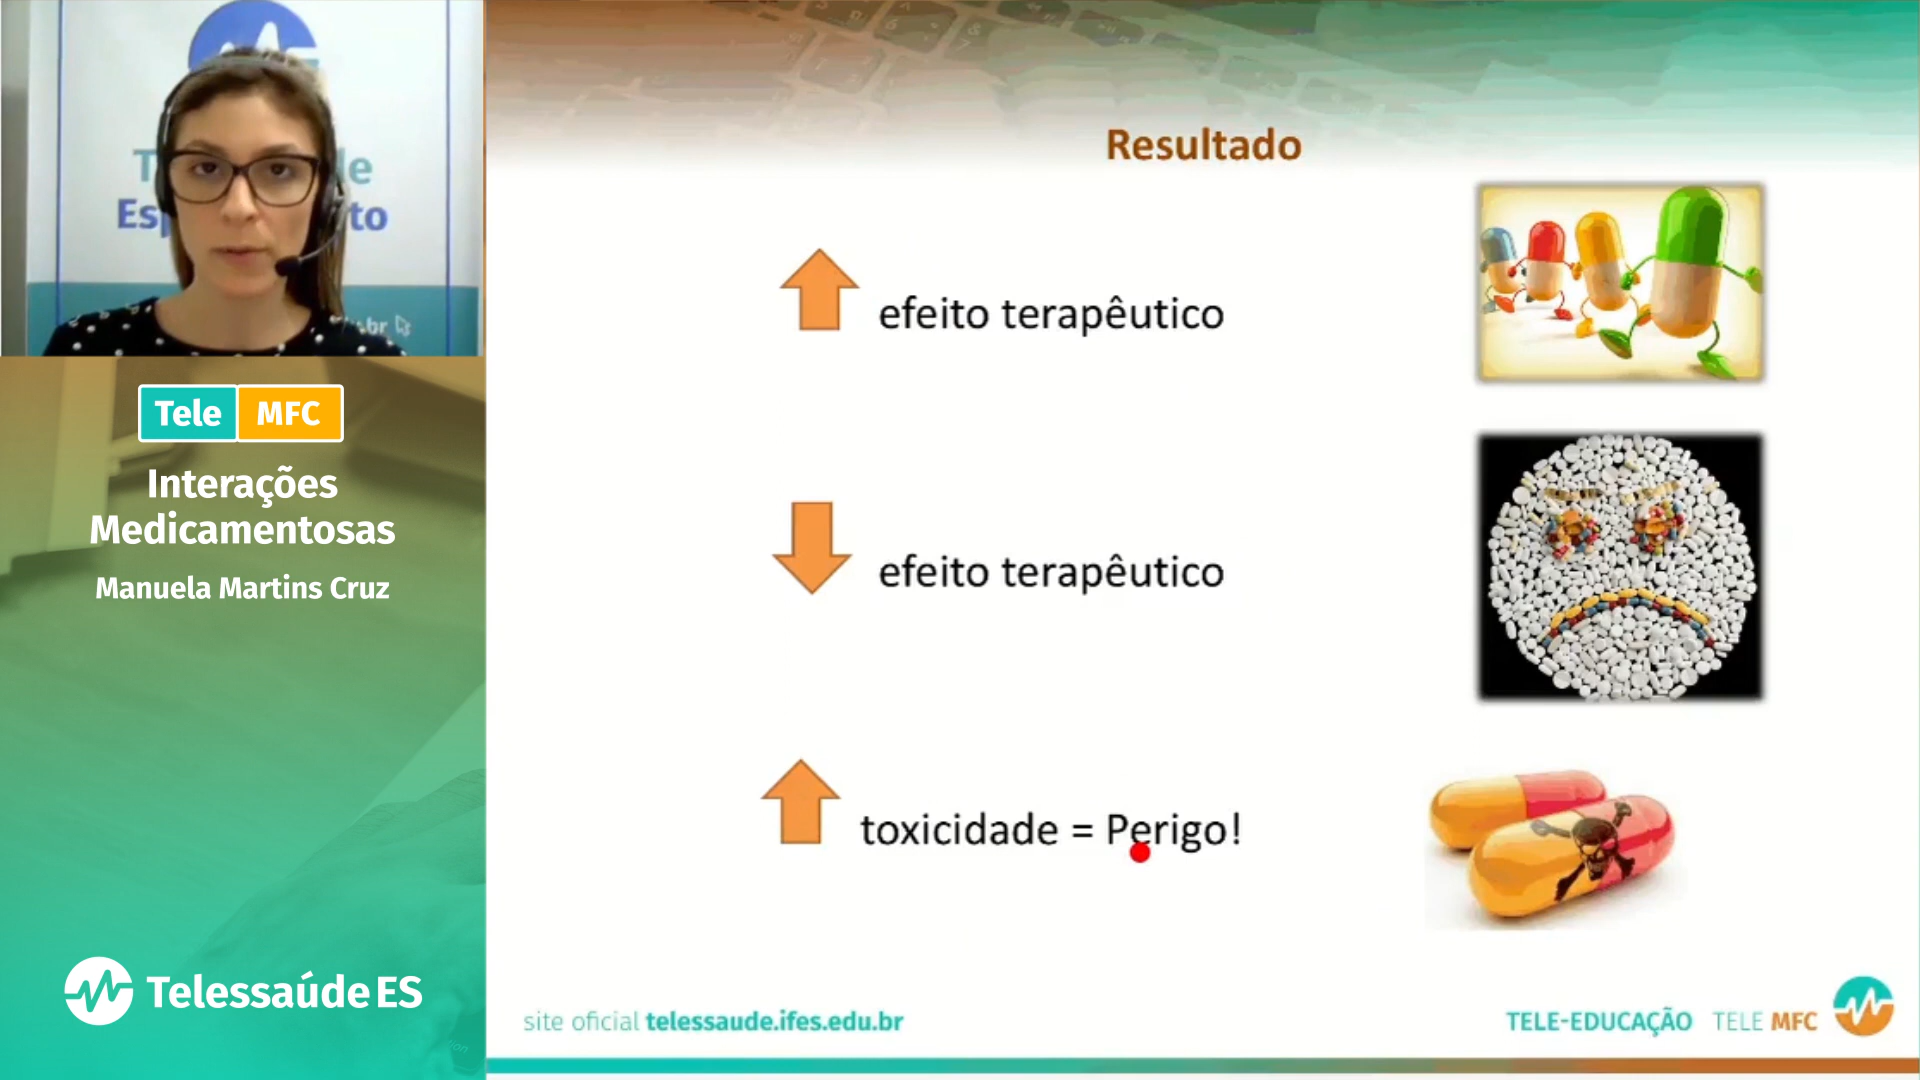 Tele MFC
Interações
Medicamentosas
Manuela Martins Cruz
Telessaúde ES
Resultado
efeito terapêutico
efeito terapêutico
toxicidade = Perigo!
site oficial telessaude.ifes.edu.br
TELE-EDUCAÇÃO TELE MFC